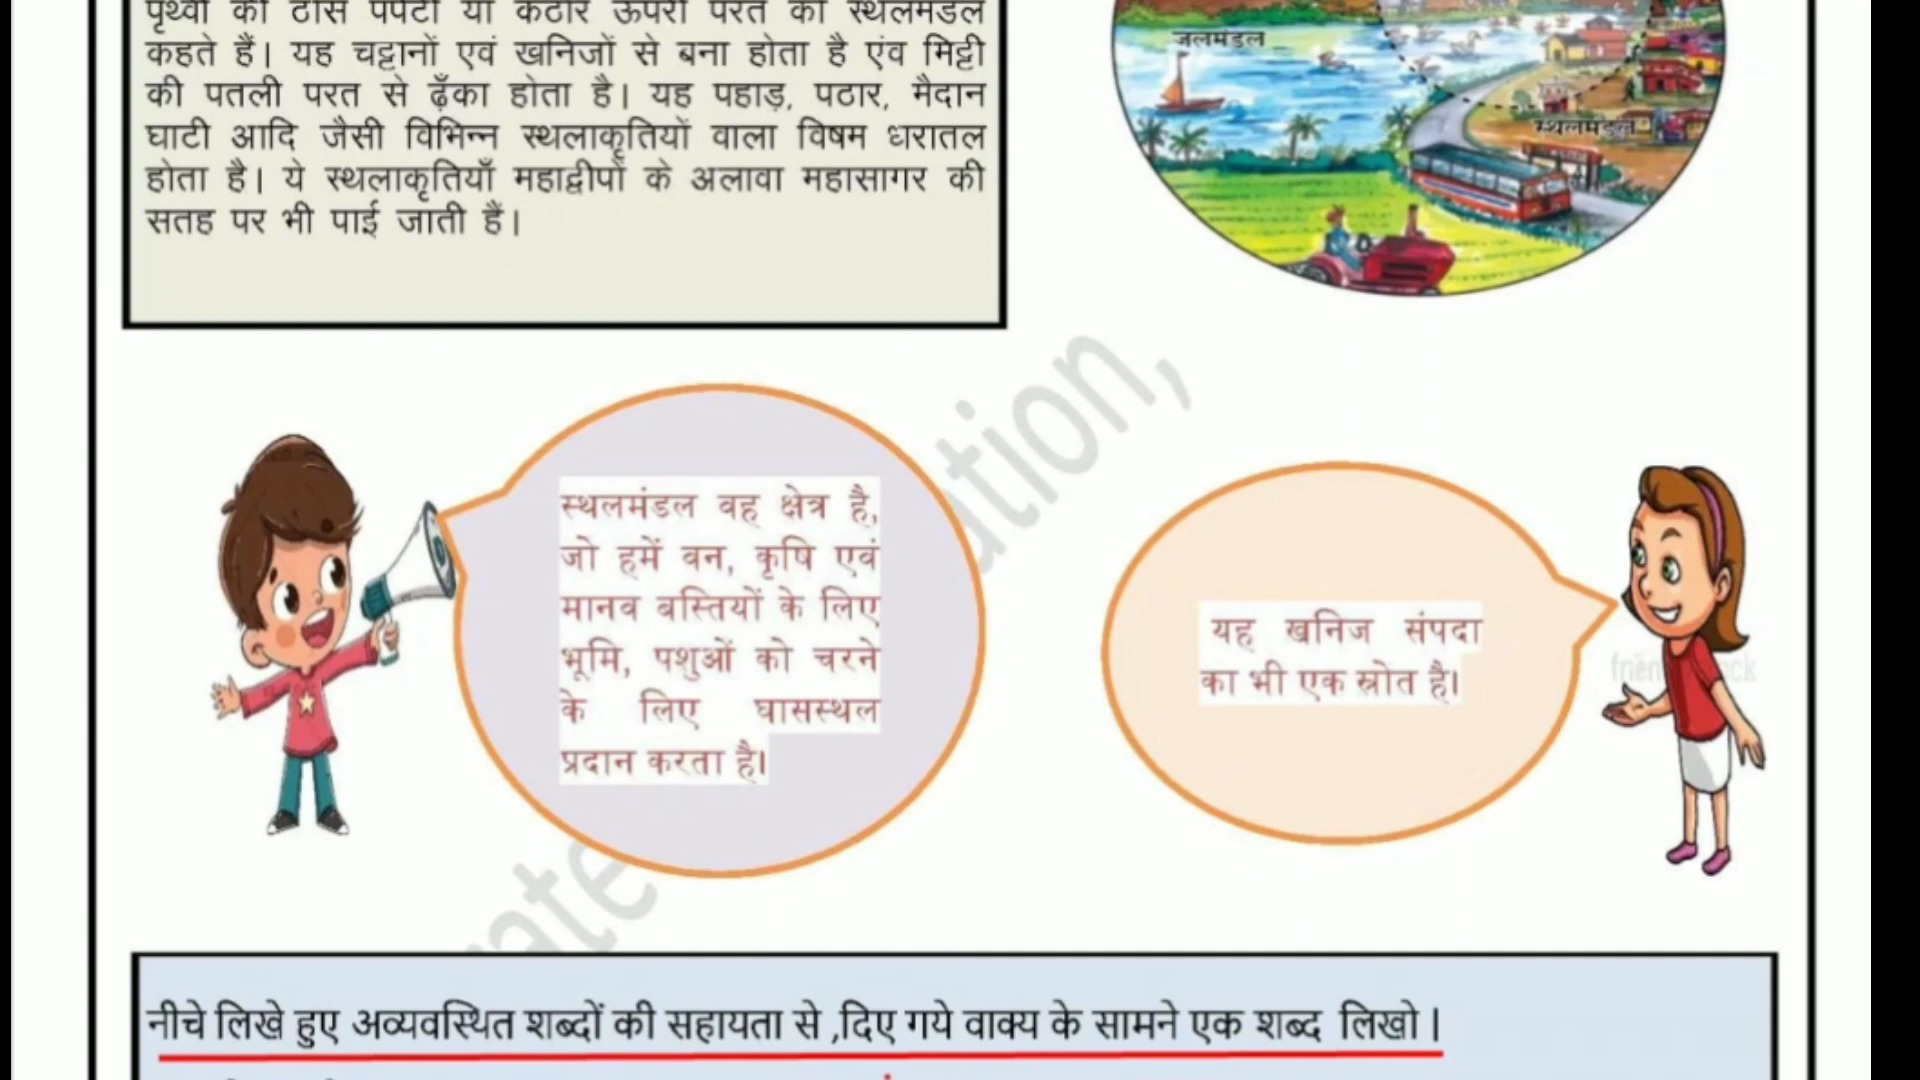 पृथ्वी की ठोस पर्पटी या कठोर ऊपरी परत को स्थलमंडल
कहते हैं। यह चट्टानों एवं खनिजों से बना होता है एंव मिट्टी
की पतली परत से ढ़ँका होता है। यह पहाड़, पठार, मैदान
घाटी आदि जैसी विभिन्न स्थलाकृतियों वाला विषम धरातल
होता है। ये स्थलाकृतियाँ महाद्वीपों के अलावा महासागर की
सतह पर भी पाई जाती हैं।
जलमंडल
स्थलमंडल
स्थलमंडल वह क्षेत्र है,
जो हमें वन, कृषि एवं
मानव बस्तियों के लिए
भूमि, पशुओं को चरने
के लिए घासस्थल
प्रदान करता है।
यह खनिज संपदा
का भी एक स्रोत है।
नीचे लिखे हुए अव्यवस्थित शब्दों की सहायता से ,दिए गये वाक्य के सामने एक शब्द लिखो।